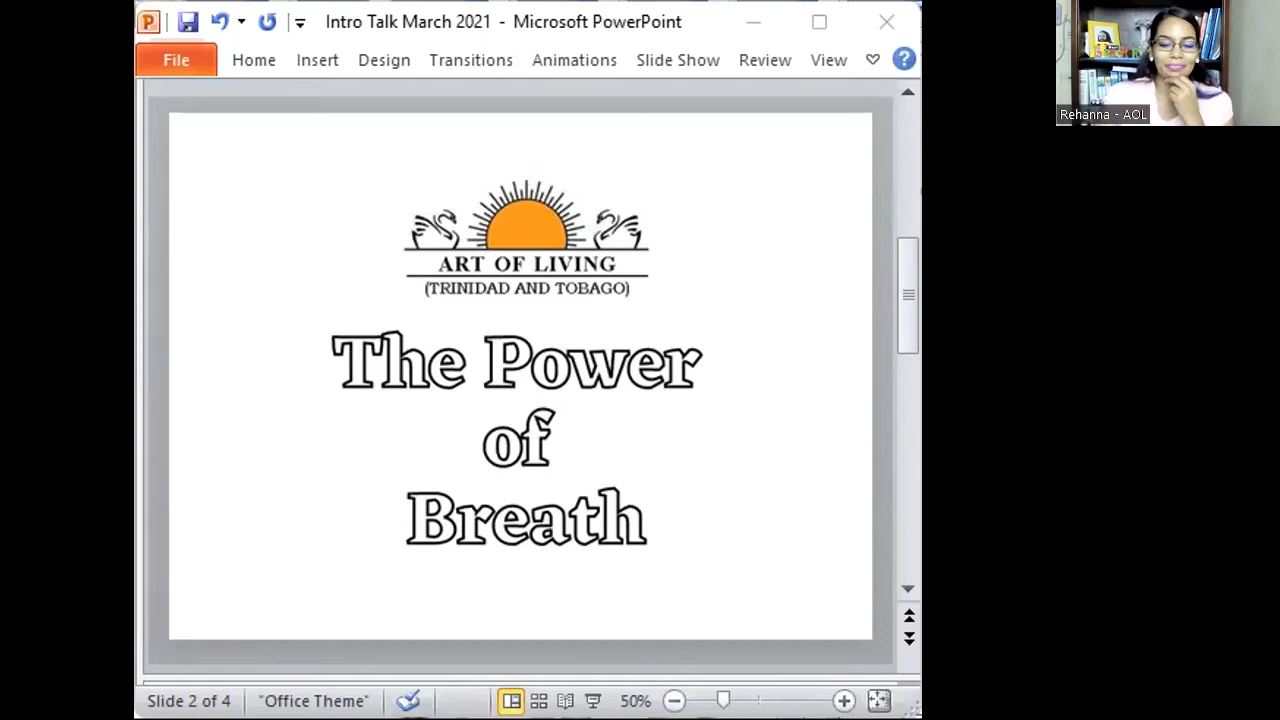 Intro Talk March 2021 - Microsoft PowerPoint
File Home Insert Design Transitions Animations Slide Show Review View
Rehanna - AOL
ART OF LIVING
(TRINIDAD AND TOBAGO)
The Power
of
Breath
Slide 2 of 4 "Office Theme" 50%